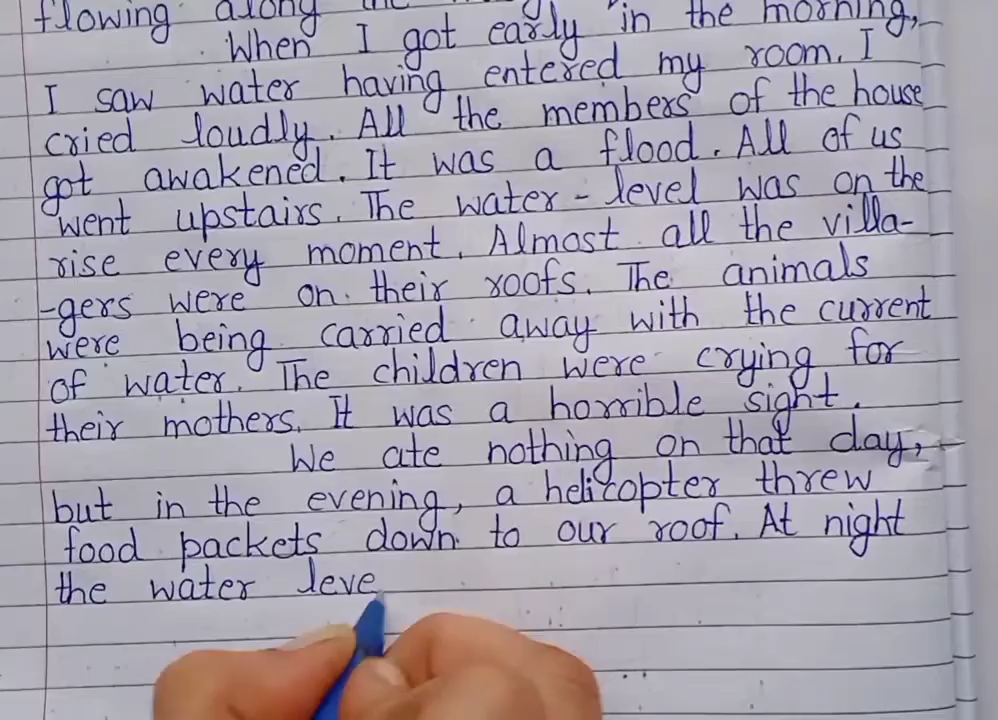 flowing along the
When I got early in the morning,
I saw water having entered my room. I
cried loudly. All the members of the house
got awakened. It was a flood. All of us
went upstairs. The water-level was on the
rise every moment. Almost all the villa-
-gers were on their roofs. The animals
were being carried away with the current
of water. The children were crying for
their mothers. It was a horrible sight.
We ate nothing on that day,
but in the evening, a helicopter threw
food packets down to our roof. At night
the water leve